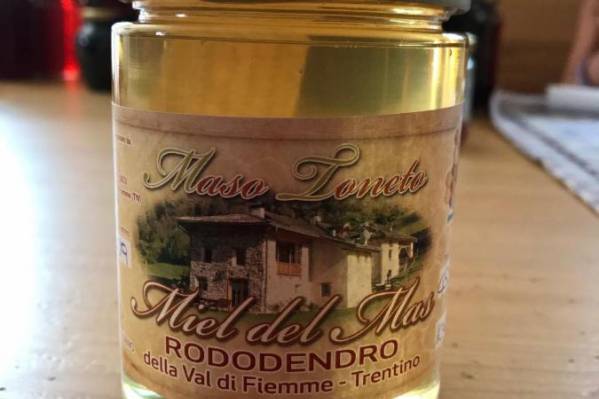 Maso Toneto
Miel del Mas
RODODENDRO
della Val di Fiemme - Trentino